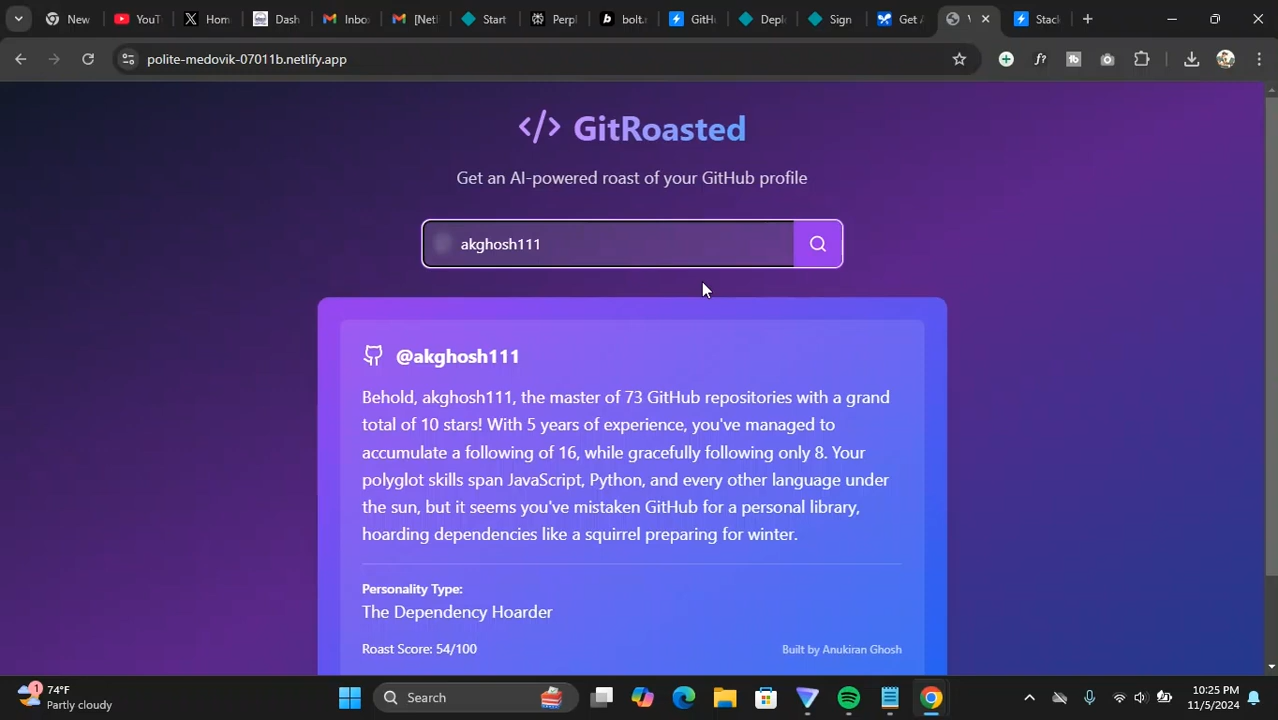 New
YouT
Hom
Dash
Inbo
[Netl
Start
Perpl
bolt.r
GitHu
Depl
Sign
Get A
V
Stack
polite-medovik-07011b.netlify.app
</> GitRoasted
Get an AI-powered roast of your GitHub profile
akghosh111
@akghosh111
Behold, akghosh111, the master of 73 GitHub repositories with a grand
total of 10 stars! With 5 years of experience, you've managed to
accumulate a following of 16, while gracefully following only 8. Your
polyglot skills span JavaScript, Python, and every other language under
the sun, but it seems you've mistaken GitHub for a personal library,
hoarding dependencies like a squirrel preparing for winter.
Personality Type:
The Dependency Hoarder
Roast Score: 54/100
Built by Anukiran Ghosh
1
74°F
Partly cloudy
Search
10:25 PM
11/5/2024